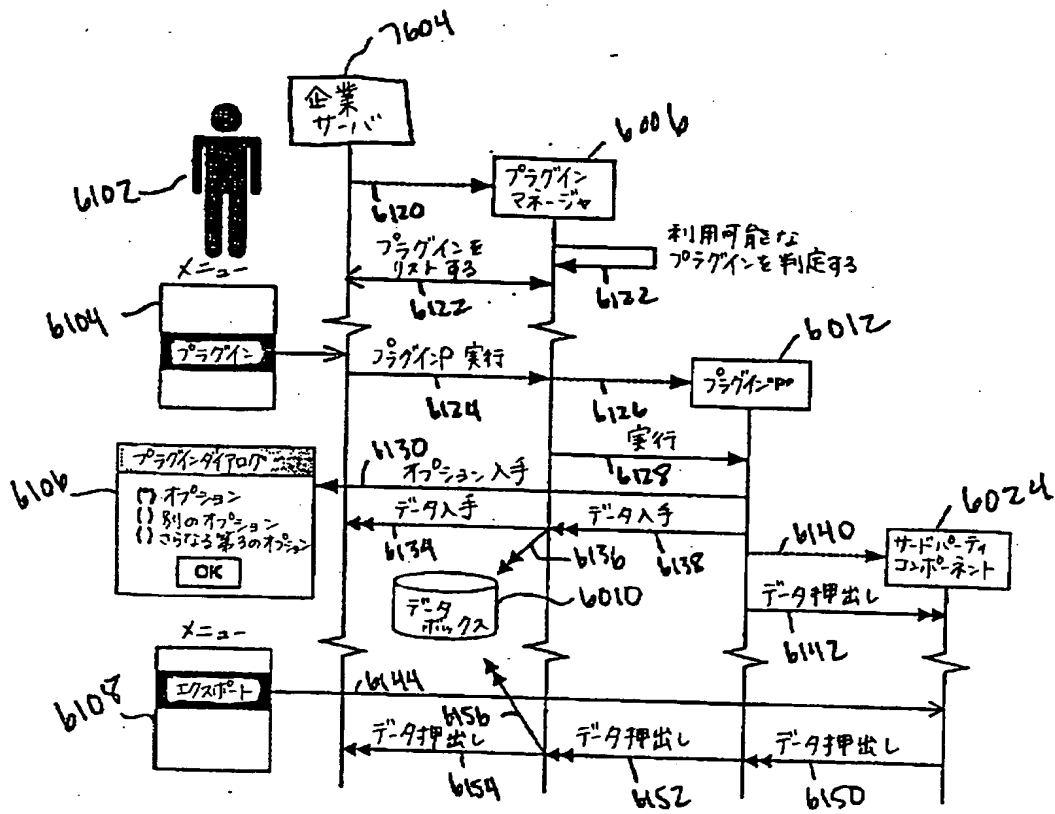 7604
企業
サーバ
6006
プラグイン
マネージャ
6102
6120
利用可能な
プラグインを判定する
プラグインを
リストする
6122
6122
メニュー
6104
プラグイン
6012
プラグインP 実行
プラグイン"P"
6124
6126
実行
6128
6130
オプション入手
プラグインダイアログ
6106
(") オプション
( ) 別のオプション
( ) さらなる第3のオプション
OK
データ入手
データ入手
6134
6136
6138
6024
6140
サードパーティ
コンポーネント
データ押出し
6142
データ
ボックス
6010
メニュー
エクスポート
6108
6144
6156
データ押出し
データ押出し
データ押出し
6154
6152
6150